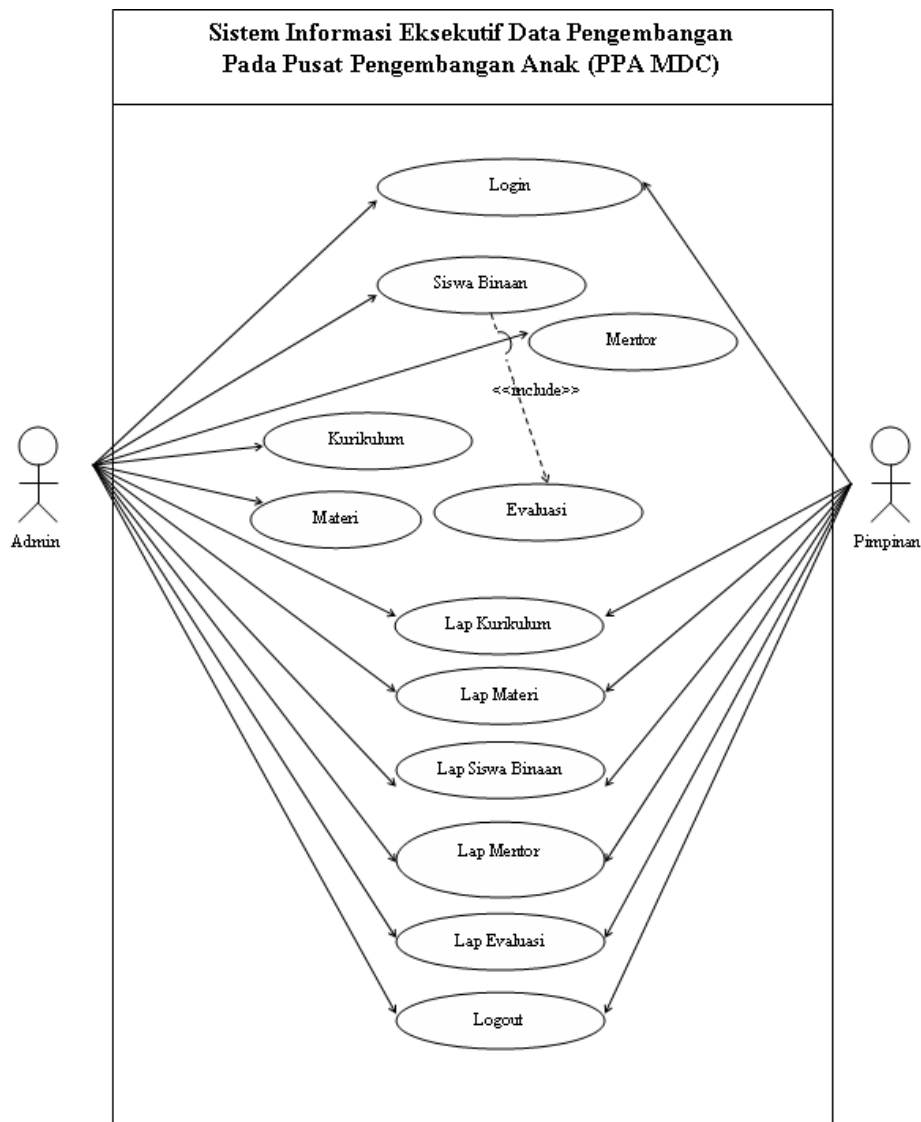 Sistem Informasi Eksekutif Data Pengembangan
Pada Pusat Pengembangan Anak (PPA MDC)
Login
Siswa Binaan
Mentor
<<include>>
Kurikulum
Materi
Evaluasi
Admin
Pimpinan
Lap Kurikulum
Lap Materi
Lap Siswa Binaan
Lap Mentor
Lap Evaluasi
Logout